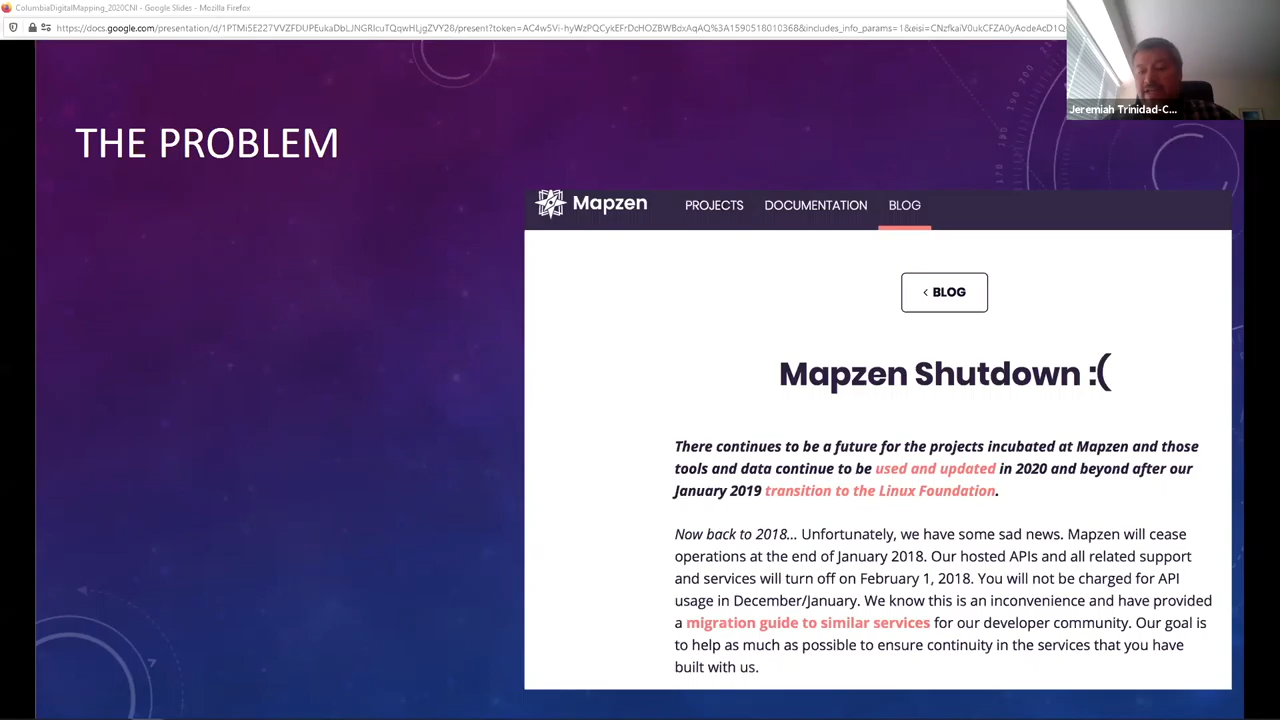 ColumbiaDigitalMapping_2020CNI - Google Slides - Mozilla Firefox
Jeremiah Trinidad-C...
THE PROBLEM
Mapzen PROJECTS DOCUMENTATION BLOG
< BLOG
Mapzen Shutdown :(
There continues to be a future for the projects incubated at Mapzen and those
tools and data continue to be used and updated in 2020 and beyond after our
January 2019 transition to the Linux Foundation.
Now back to 2018... Unfortunately, we have some sad news. Mapzen will cease
operations at the end of January 2018. Our hosted APIs and all related support
and services will turn off on February 1, 2018. You will not be charged for API
usage in December/January. We know this is an inconvenience and have provided
a migration guide to similar services for our developer community. Our goal is
to help as much as possible to ensure continuity in the services that you have
built with us.